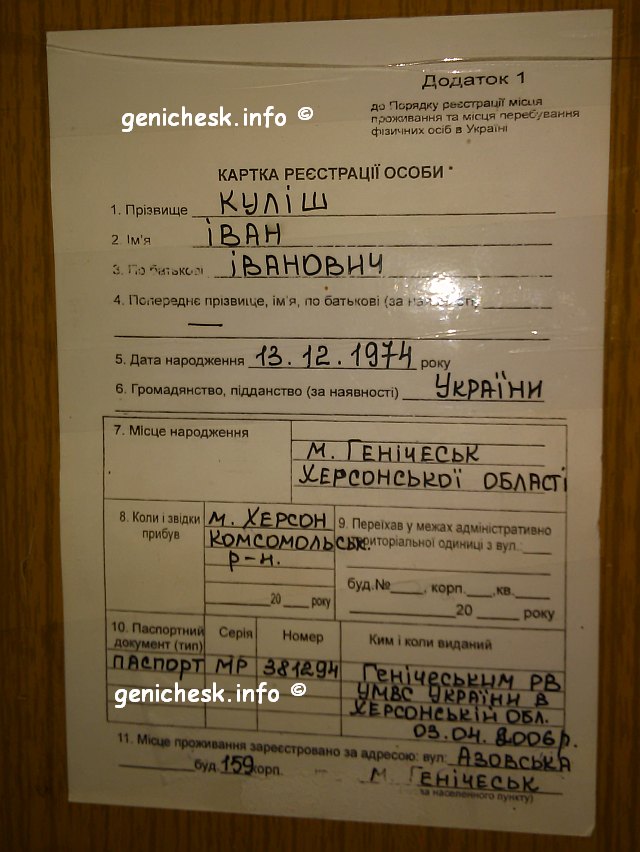 Додаток 1
до Порядку реєстрації місця
проживання та місця перебування
фізичних осіб в Україні
genichesk.info ©
КАРТКА РЕЄСТРАЦІЇ ОСОБИ
1. Прізвище КУЛІШ
2. Ім'я ІВАН
3. По батькові ІВАНОВИЧ
4. Попереднє прізвище, ім'я, по батькові (за наявності)
—
5. Дата народження 13.12.1974 року
6. Громадянство, підданство (за наявності) УКРАЇНИ
7. Місце народження
М. ГЕНІЧЕСЬК
ХЕРСОНСЬКОЇ ОБЛАСТІ
8. Коли і звідки
прибув
М. ХЕРСОН
КОМСОМОЛЬСЬК.
Р-Н.
20 ___ року
9. Переїхав у межах адміністративно
територіальної одиниці з вул.:
буд.№ ___, корп.___,кв.___
20 ___ року
10. Паспортний
документ (тип)
Серія
Номер
Ким і коли виданий
ПАСПОРТ МР 381294
ГЕНІЧЕСЬКИМ РВ
УМВС УКРАЇНИ В
ХЕРСОНСЬКІЙ ОБЛ.
03.04.2006р.
genichesk.info ©
11. Місце проживання зареєстровано за адресою: вул: АЗОВСЬКА
буд.159 корп. М. ГЕНІЧЕСЬК
населеного пункту)